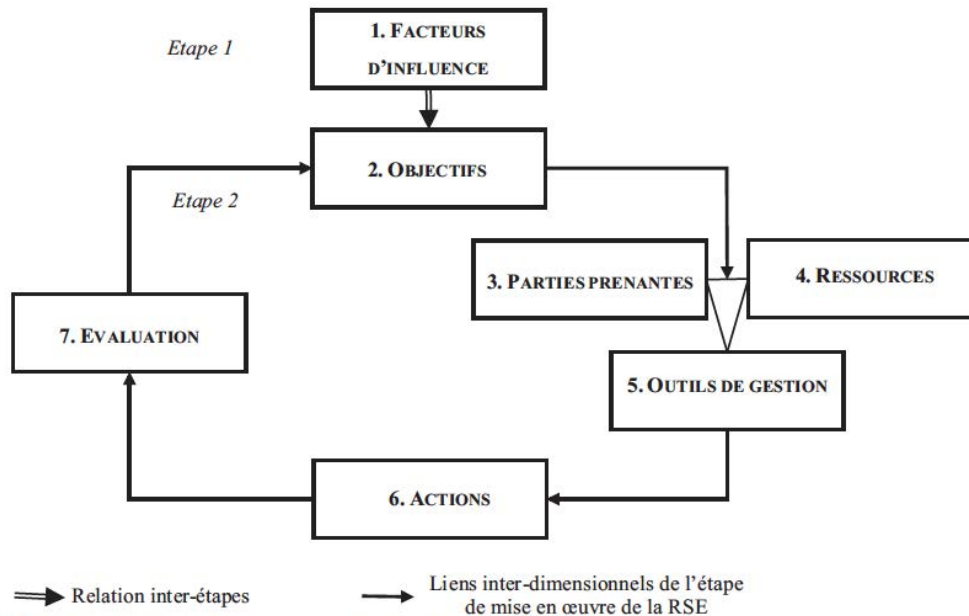 Etape 1
1. FACTEURS
D'INFLUENCE
2. OBJECTIFS
Etape 2
3. PARTIES PRENANTES
4. RESSOURCES
7. EVALUATION
5. OUTILS DE GESTION
6. ACTIONS
Relation inter-étapes
Liens inter-dimensionnels de l'étape
de mise en œuvre de la RSE